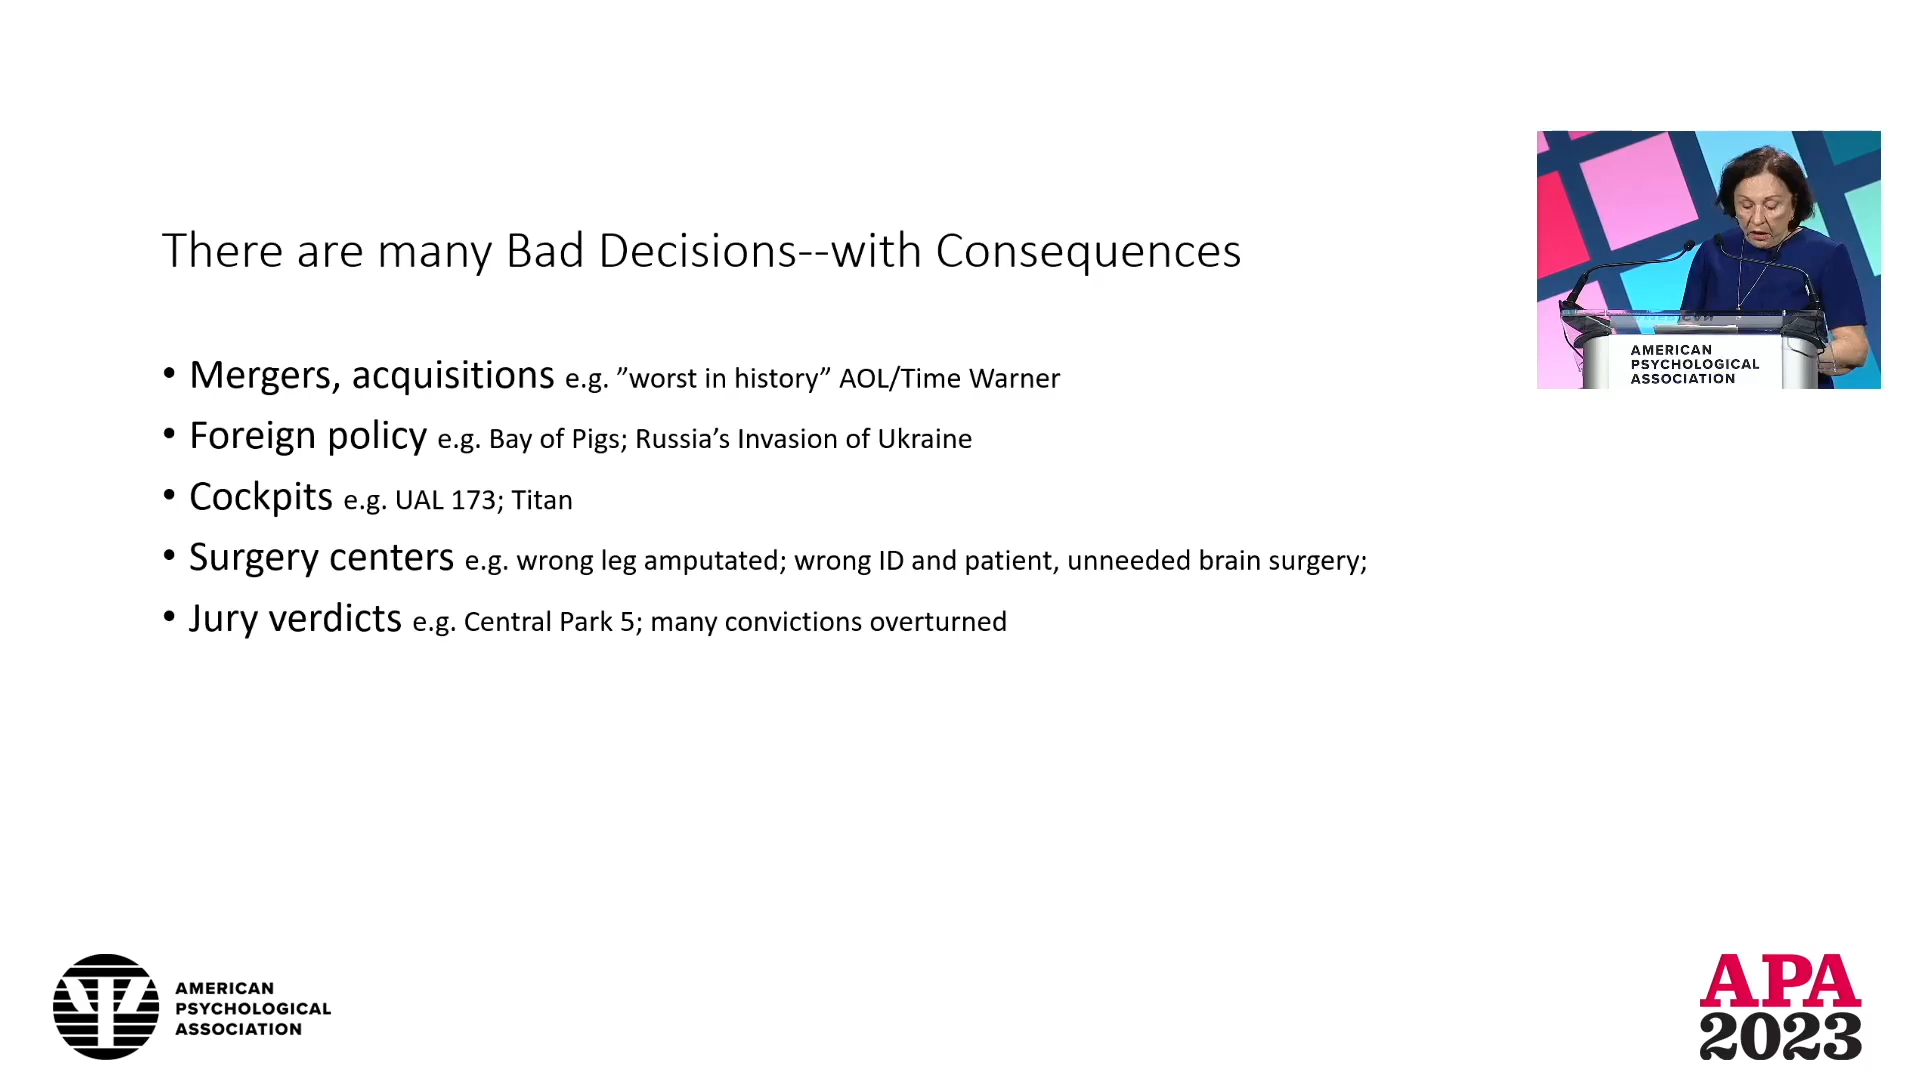 There are many Bad Decisions--with Consequences
• Mergers, acquisitions e.g. ”worst in history” AOL/Time Warner
• Foreign policy e.g. Bay of Pigs; Russia’s Invasion of Ukraine
• Cockpits e.g. UAL 173; Titan
• Surgery centers e.g. wrong leg amputated; wrong ID and patient, unneeded brain surgery;
• Jury verdicts e.g. Central Park 5; many convictions overturned
AMERICAN
PSYCHOLOGICAL
ASSOCIATION
AMERICAN
PSYCHOLOGICAL
ASSOCIATION
APA
2023